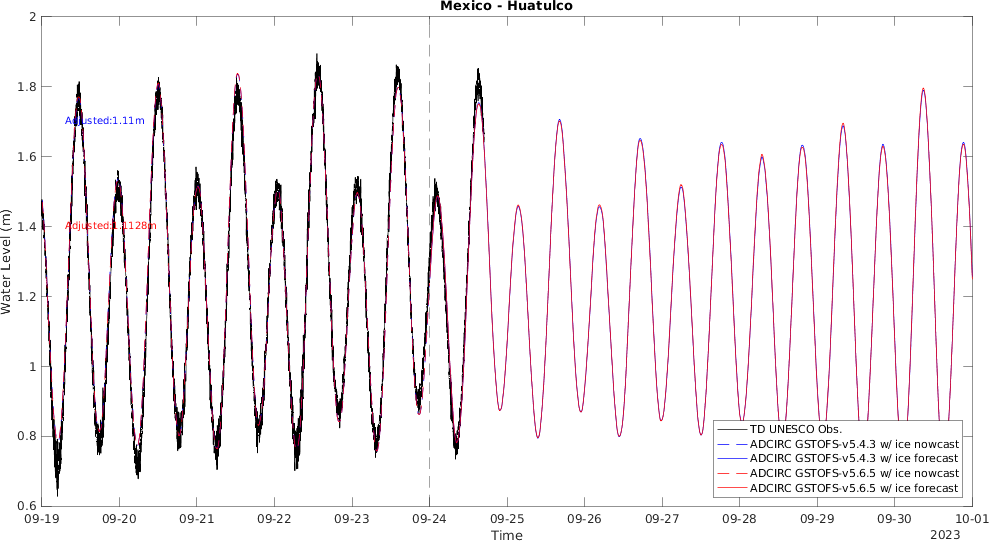 Mexico - Huatulco
Water Level (m)
2
1.8
1.6
1.4
1.2
1
0.8
0.6
Adjusted:1.11m
Adjusted:1.1128m
TD UNESCO Obs.
ADCIRC GSTOFS-v5.4.3 w/ ice nowcast
ADCIRC GSTOFS-v5.4.3 w/ ice forecast
ADCIRC GSTOFS-v5.6.5 w/ ice nowcast
ADCIRC GSTOFS-v5.6.5 w/ ice forecast
09-19 09-20 09-21 09-22 09-23 09-24 09-25 09-26 09-27 09-28 09-29 09-30 10-01
Time
2023